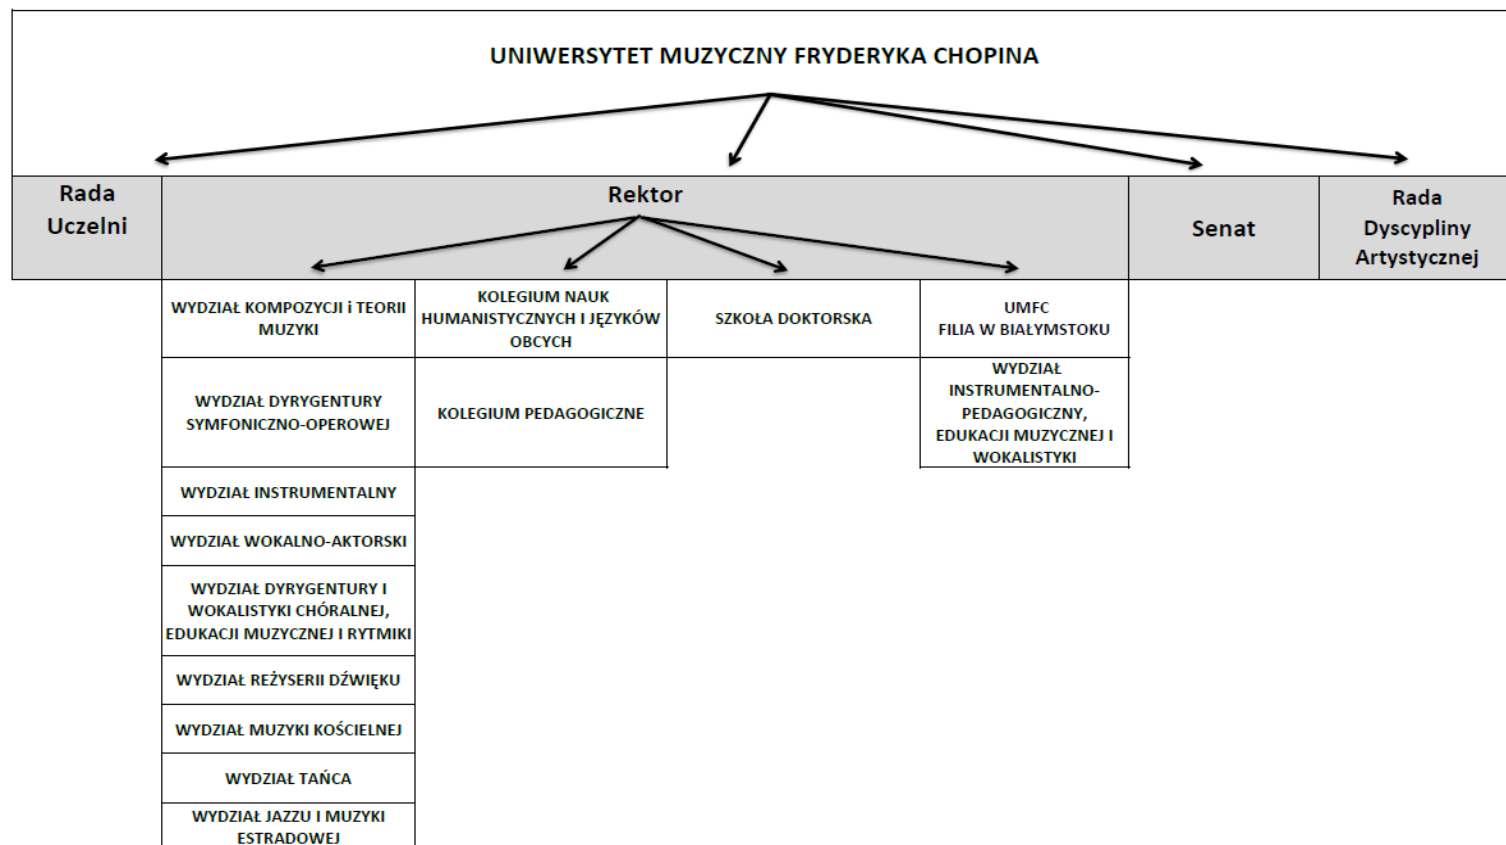 UNIWERSYTET MUZYCZNY FRYDERYKA CHOPINA
Rada
Uczelni
Rektor
Senat
Rada
Dyscypliny
Artystycznej
WYDZIAŁ KOMPOZYCJI i TEORII
MUZYKI
KOLEGIUM NAUK
HUMANISTYCZNYCH I JĘZYKÓW
OBCYCH
SZKOŁA DOKTORSKA
UMFC
FILIA W BIAŁYMSTOKU
WYDZIAŁ DYRYGENTURY
SYMFONICZNO-OPEROWEJ
KOLEGIUM PEDAGOGICZNE
WYDZIAŁ
INSTRUMENTALNO-
PEDAGOGICZNY,
EDUKACJI MUZYCZNEJ I
WOKALISTYKI
WYDZIAŁ INSTRUMENTALNY
WYDZIAŁ WOKALNO-AKTORSKI
WYDZIAŁ DYRYGENTURY I
WOKALISTYKI CHÓRALNEJ,
EDUKACJI MUZYCZNEJ I RYTMIKI
WYDZIAŁ REŻYSERII DŹWIĘKU
WYDZIAŁ MUZYKI KOŚCIELNEJ
WYDZIAŁ TAŃCA
WYDZIAŁ JAZZU I MUZYKI
ESTRADOWEJ